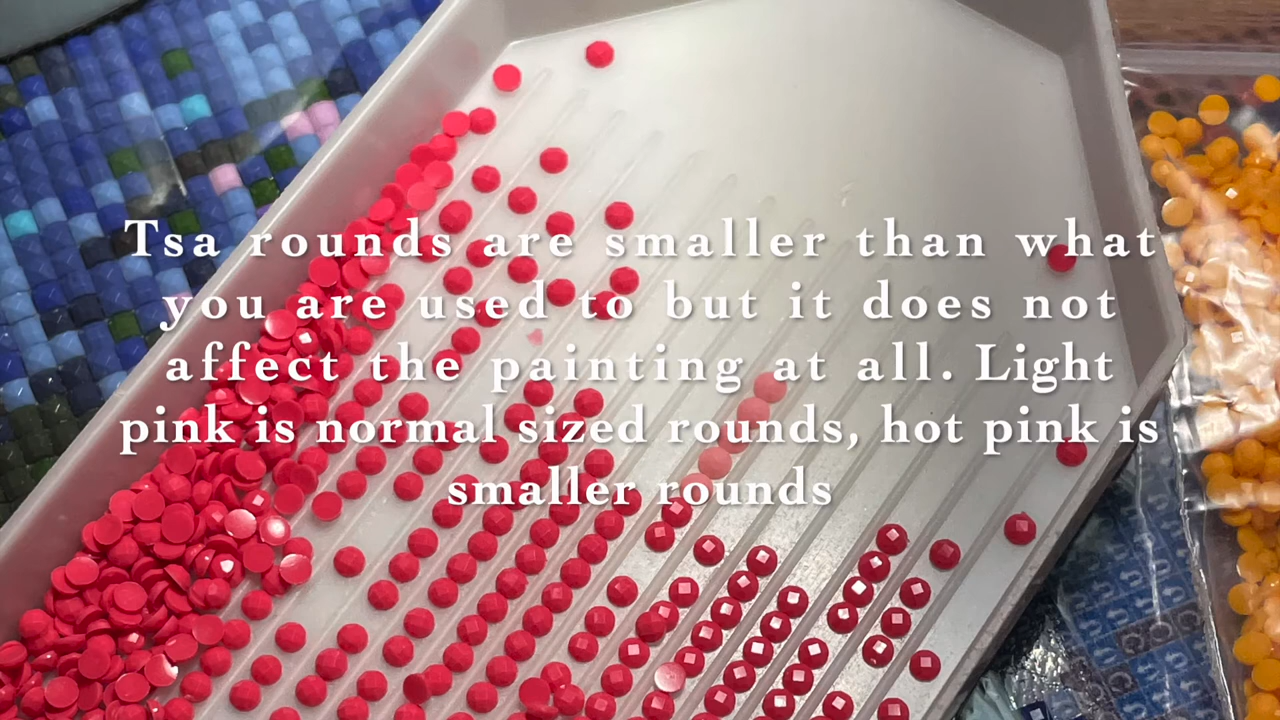 Tsa rounds are smaller than what
you are used to but it does not
affect the painting at all. Light
pink is normal sized rounds, hot pink is
smaller rounds